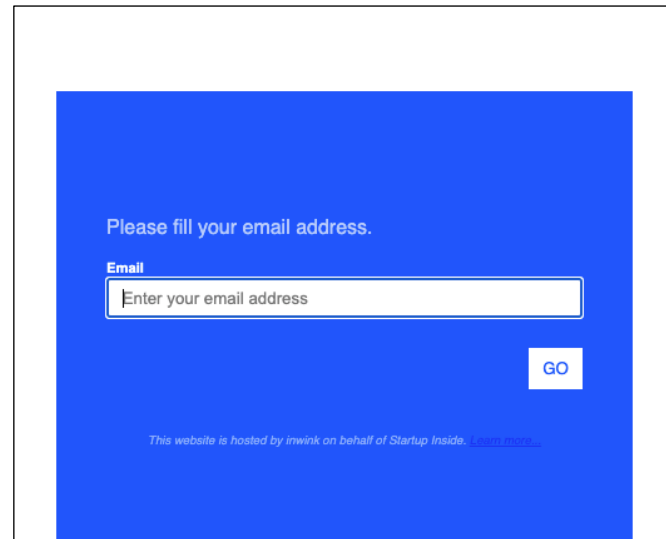 Please fill your email address.
Email
Enter your email address
GO
This website is hosted by inwink on behalf of Startup Inside. Learn more...